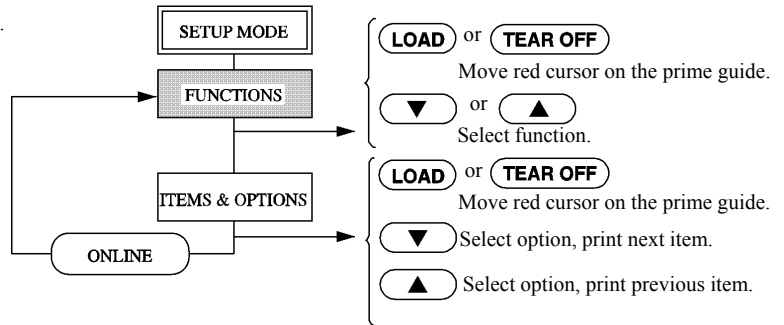 SETUP MODE
FUNCTIONS
ITEMS & OPTIONS
ONLINE
LOAD or TEAR OFF
Move red cursor on the prime guide.
▼ or ▲
Select function.
LOAD or TEAR OFF
Move red cursor on the prime guide.
▼ Select option, print next item.
▲ Select option, print previous item.